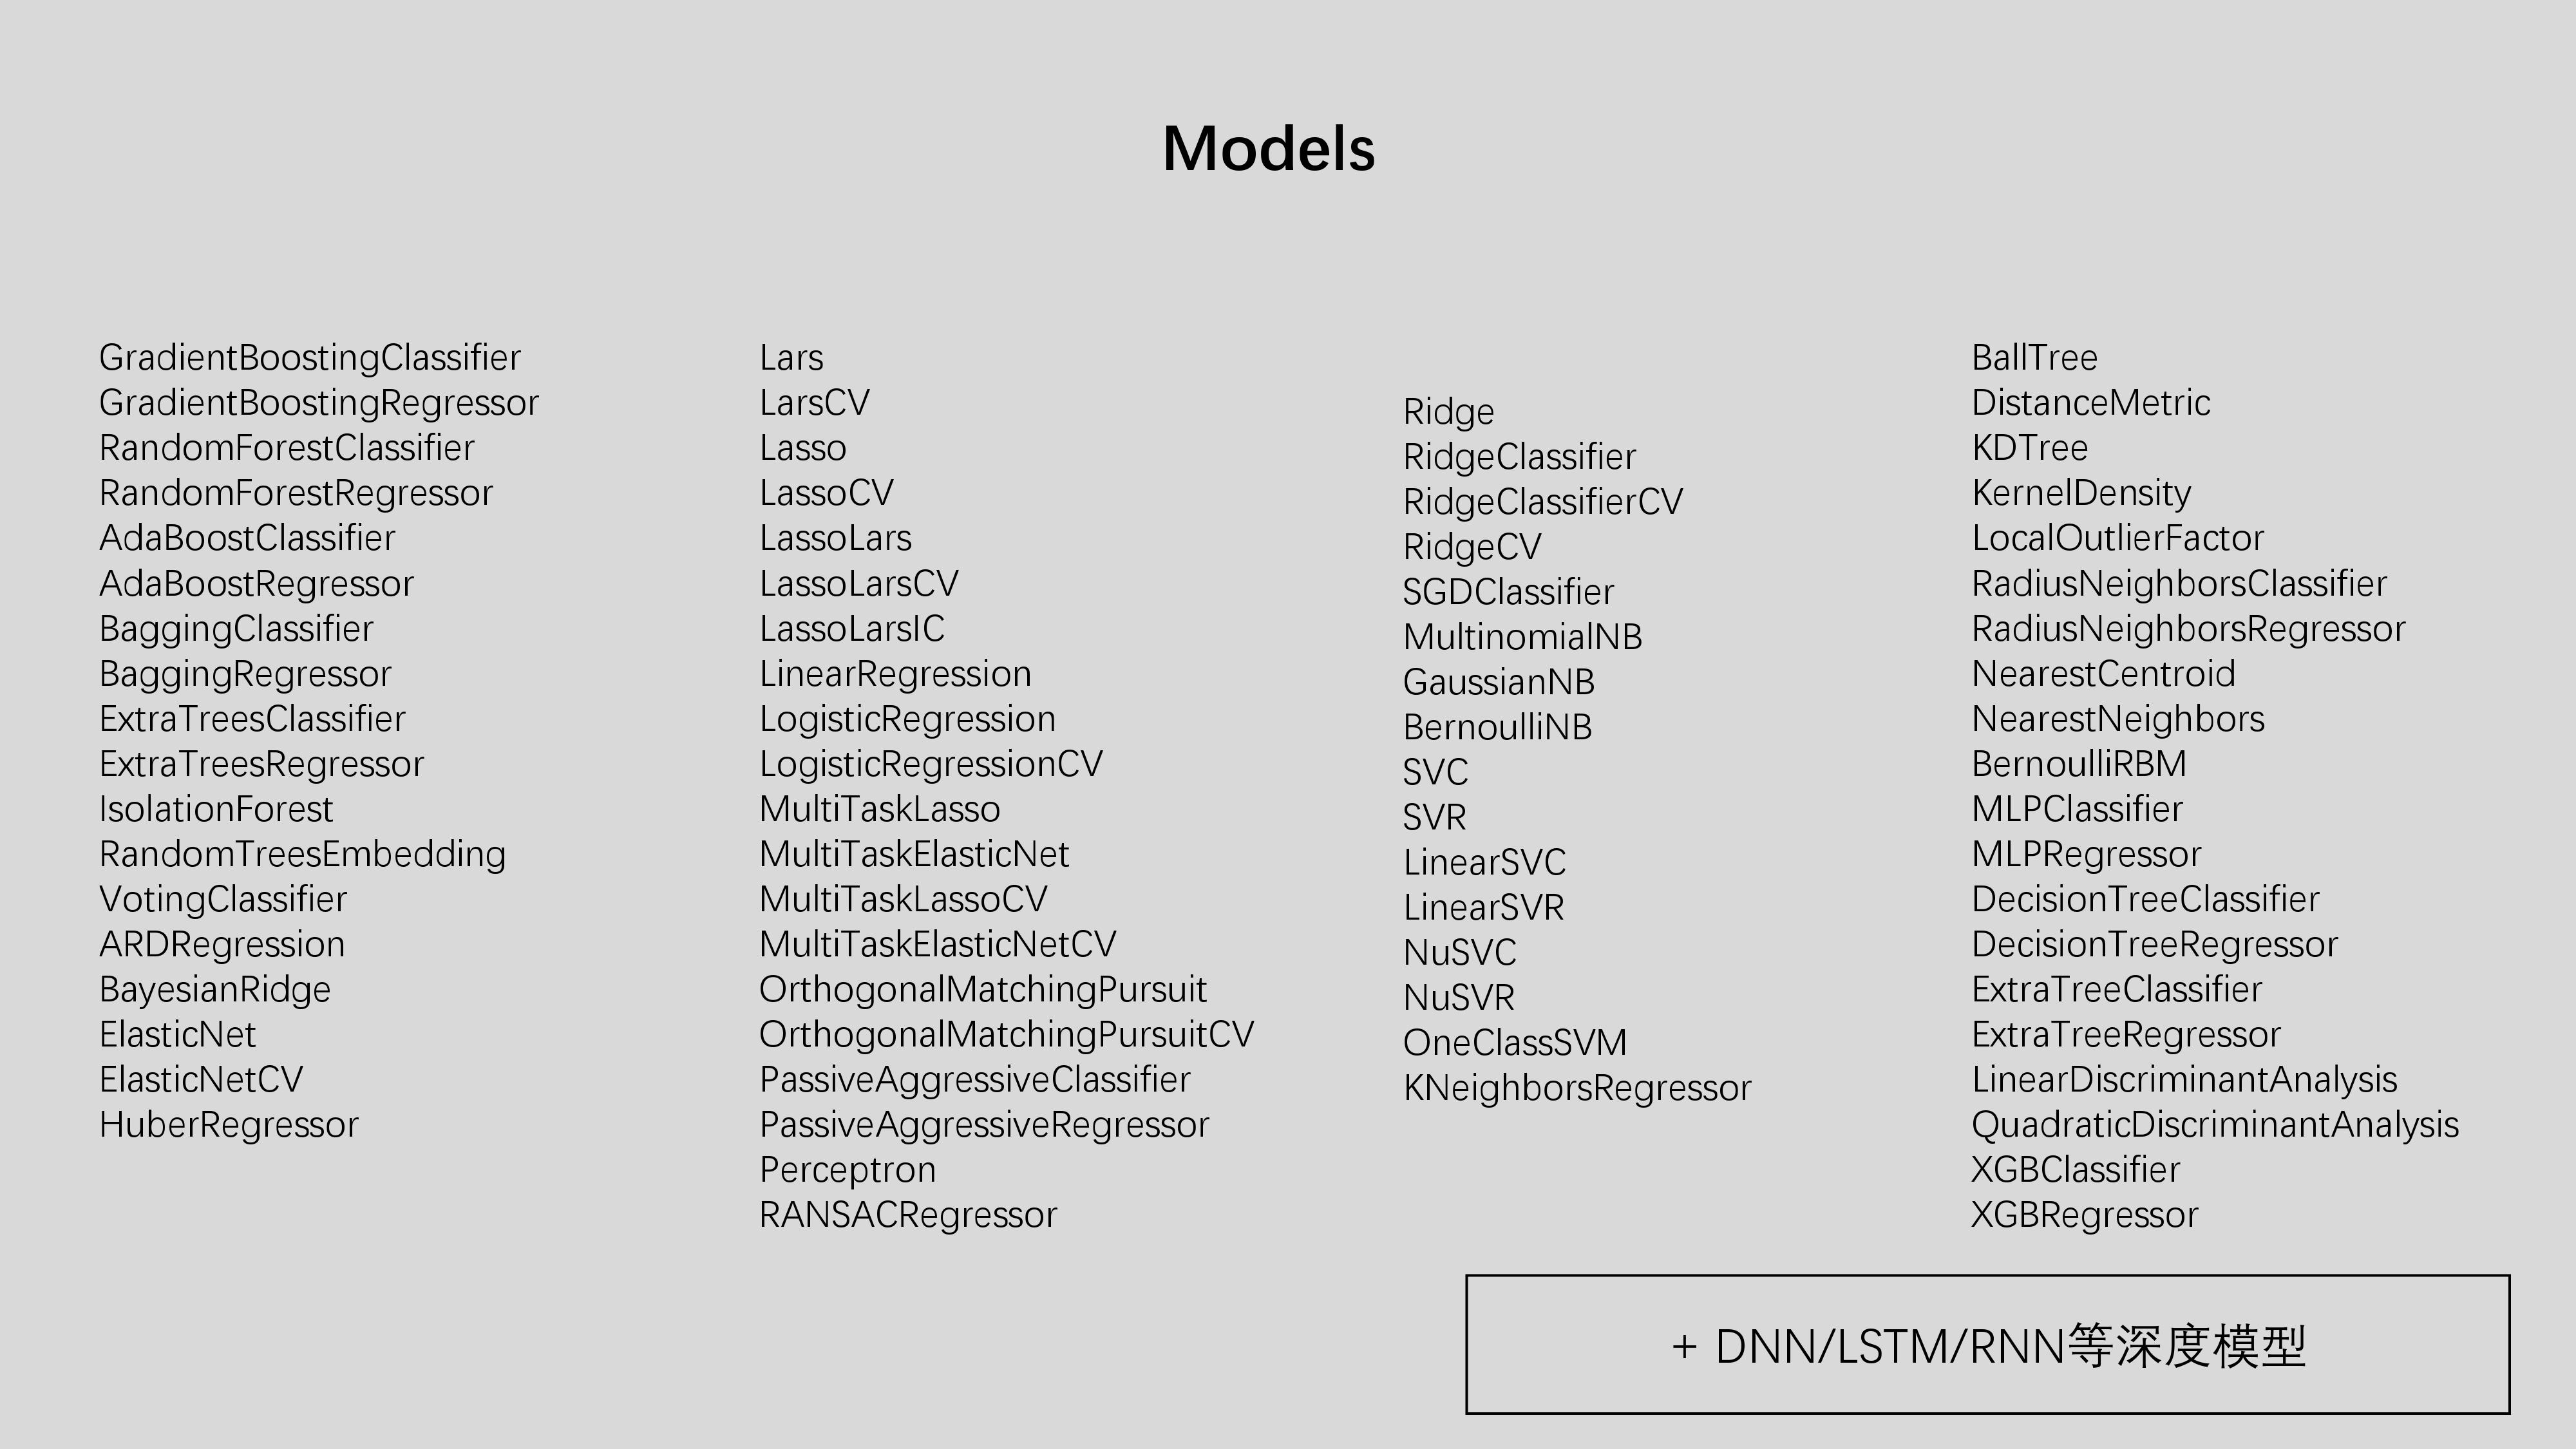 Models
GradientBoostingClassifier
GradientBoostingRegressor
RandomForestClassifier
RandomForestRegressor
AdaBoostClassifier
AdaBoostRegressor
BaggingClassifier
BaggingRegressor
ExtraTreesClassifier
ExtraTreesRegressor
IsolationForest
RandomTreesEmbedding
VotingClassifier
ARDRegression
BayesianRidge
ElasticNet
ElasticNetCV
HuberRegressor
Lars
LarsCV
Lasso
LassoCV
LassoLars
LassoLarsCV
LassoLarsIC
LinearRegression
LogisticRegression
LogisticRegressionCV
MultiTaskLasso
MultiTaskElasticNet
MultiTaskLassoCV
MultiTaskElasticNetCV
OrthogonalMatchingPursuit
OrthogonalMatchingPursuitCV
PassiveAggressiveClassifier
PassiveAggressiveRegressor
Perceptron
RANSACRegressor
Ridge
RidgeClassifier
RidgeClassifierCV
RidgeCV
SGDClassifier
MultinomialNB
GaussianNB
BernoulliNB
SVC
SVR
LinearSVC
LinearSVR
NuSVC
NuSVR
OneClassSVM
KNeighborsRegressor
BallTree
DistanceMetric
KDTree
KernelDensity
LocalOutlierFactor
RadiusNeighborsClassifier
RadiusNeighborsRegressor
NearestCentroid
NearestNeighbors
BernoulliRBM
MLPClassifier
MLPRegressor
DecisionTreeClassifier
DecisionTreeRegressor
ExtraTreeClassifier
ExtraTreeRegressor
LinearDiscriminantAnalysis
QuadraticDiscriminantAnalysis
XGBClassifier
XGBRegressor
+ DNN/LSTM/RNN等深度模型